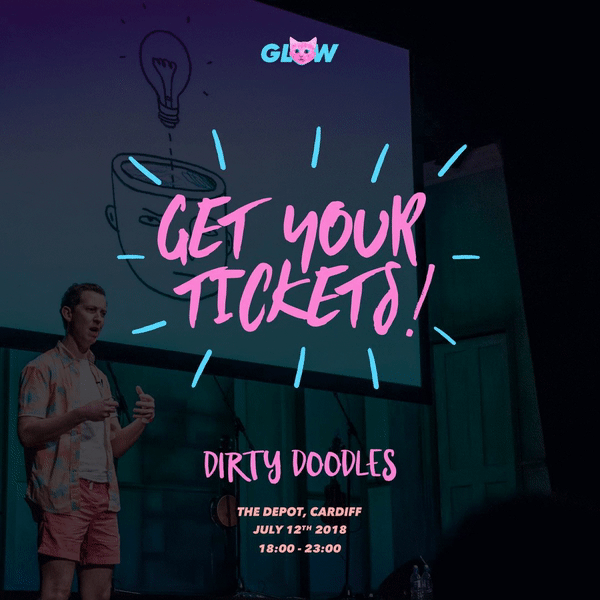 GLOW
GET YOUR
TICKETS!
DIRTY DOODLES
THE DEPOT, CARDIFF
JULY 12TH 2018
18:00 - 23:00